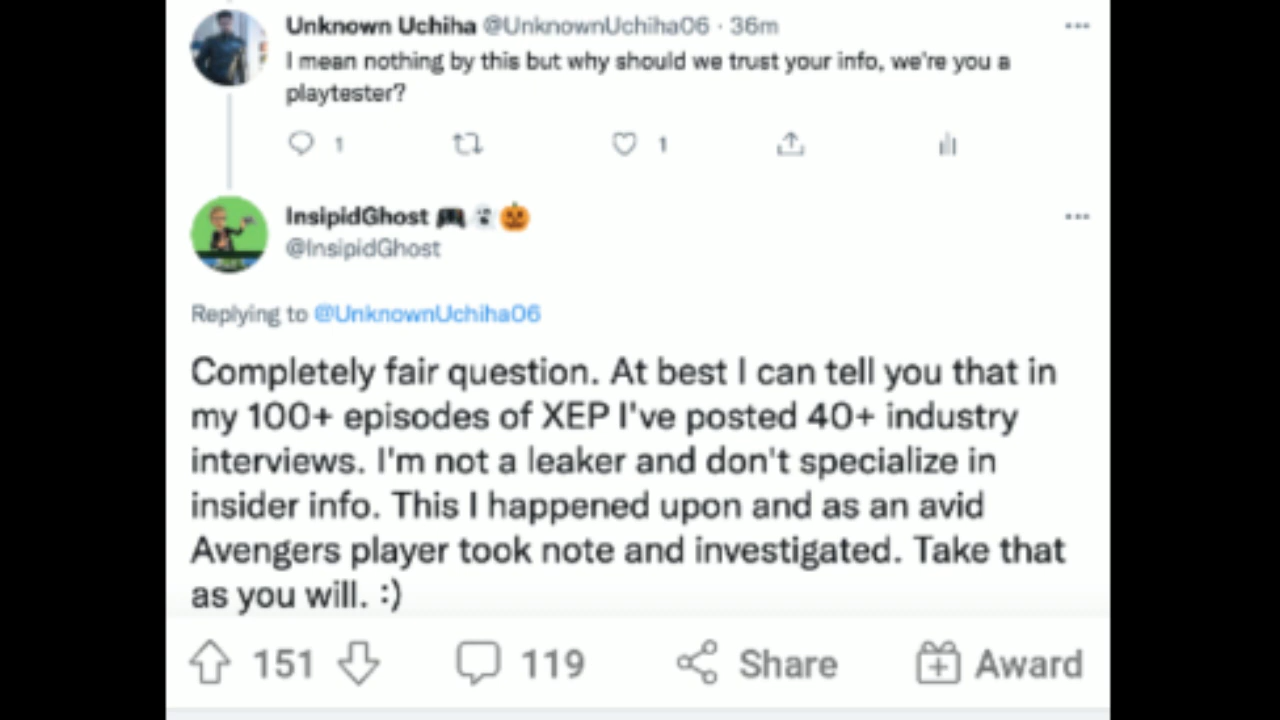 Unknown Uchiha @UnknownUchiha06 · 36m
I mean nothing by this but why should we trust your info, we're you a
playtester?
1 1
InsipidGhost 🎮👻🎃
@InsipidGhost
Replying to @UnknownUchiha06
Completely fair question. At best I can tell you that in
my 100+ episodes of XEP I've posted 40+ industry
interviews. I'm not a leaker and don't specialize in
insider info. This I happened upon and as an avid
Avengers player took note and investigated. Take that
as you will. :)
151 119 Share Award